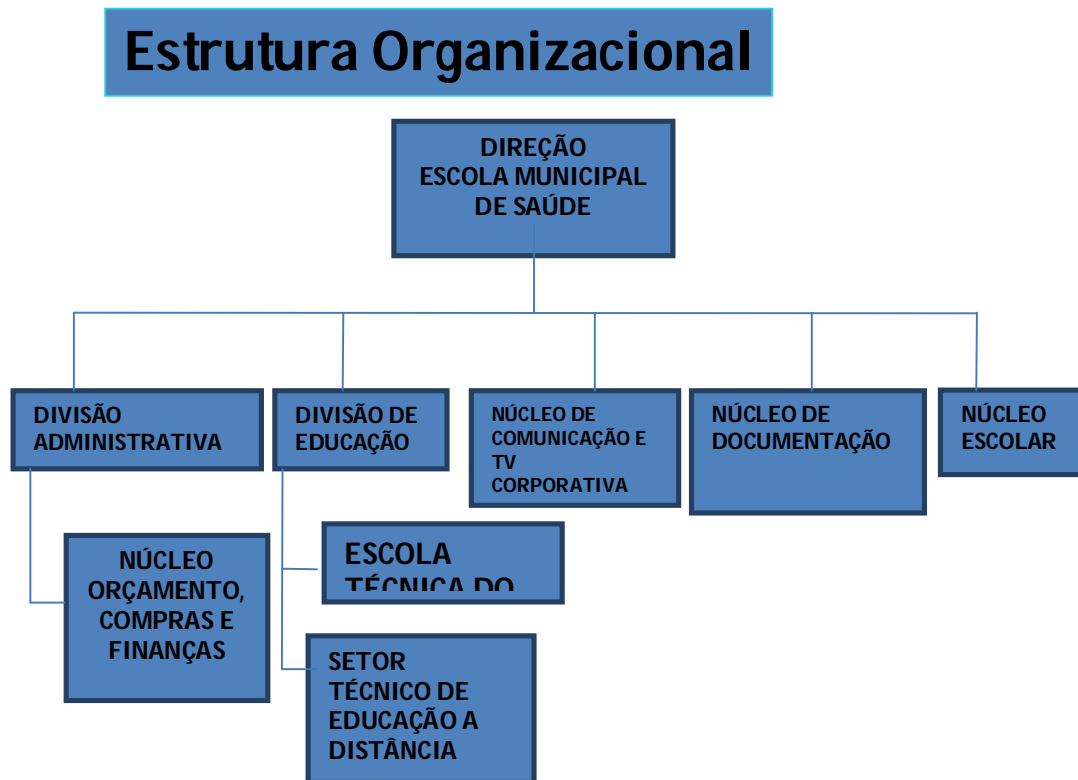 Estrutura Organizacional
DIREÇÃO
ESCOLA MUNICIPAL
DE SAÚDE
DIVISÃO
ADMINISTRATIVA
DIVISÃO DE
EDUCAÇÃO
NÚCLEO DE
COMUNICAÇÃO E
TV
CORPORATIVA
NÚCLEO DE
DOCUMENTAÇÃO
NÚCLEO
ESCOLAR
NÚCLEO
ORÇAMENTO,
COMPRAS E
FINANÇAS
ESCOLA
TÉCNICA DO
SETOR
TÉCNICO DE
EDUCAÇÃO A
DISTÂNCIA